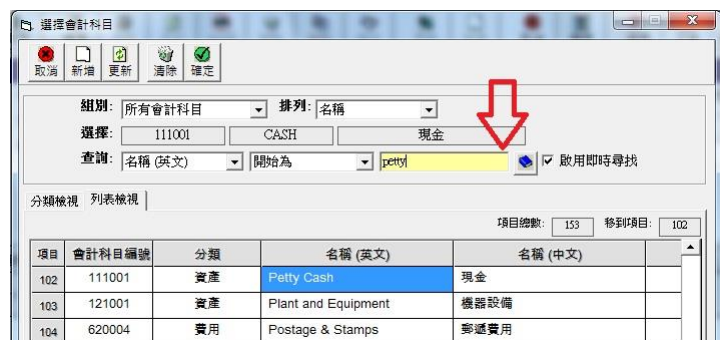 選擇會計科目
取消 新增 更新 清除 確定
組別: 所有會計科目 排列: 名稱
選擇: 111001 CASH 現金
查詢: 名稱 (英文) 開始為 petty 啟用即時尋找
分類檢視 列表檢視
項目總數: 153 移到項目: 102
項目 會計科目編號 分類 名稱 (英文) 名稱 (中文)
102 111001 資產 Petty Cash 現金
103 121001 資產 Plant and Equipment 機器設備
104 620004 費用 Postage & Stamps 郵遞費用